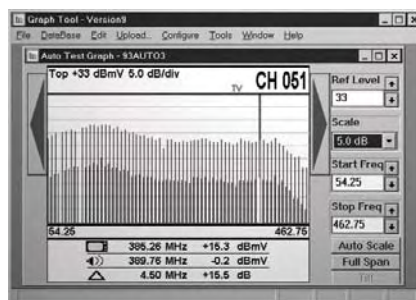 Graph Tool - Version9
File DataBase Edit Upload... Configure Tools Window Help
Auto Test Graph - 93AUTO3
Top +33 dBmV 5.0 dB/div
TV
CH 051
54.25
462.75
385.26 MHz +15.3 dBmV
389.76 MHz -0.2 dBmV
4.50 MHz +15.5 dB
Ref Level
33
Scale
5.0 dB
Start Freq
54.25
Stop Freq
462.75
Auto Scale
Full Span
Tilt